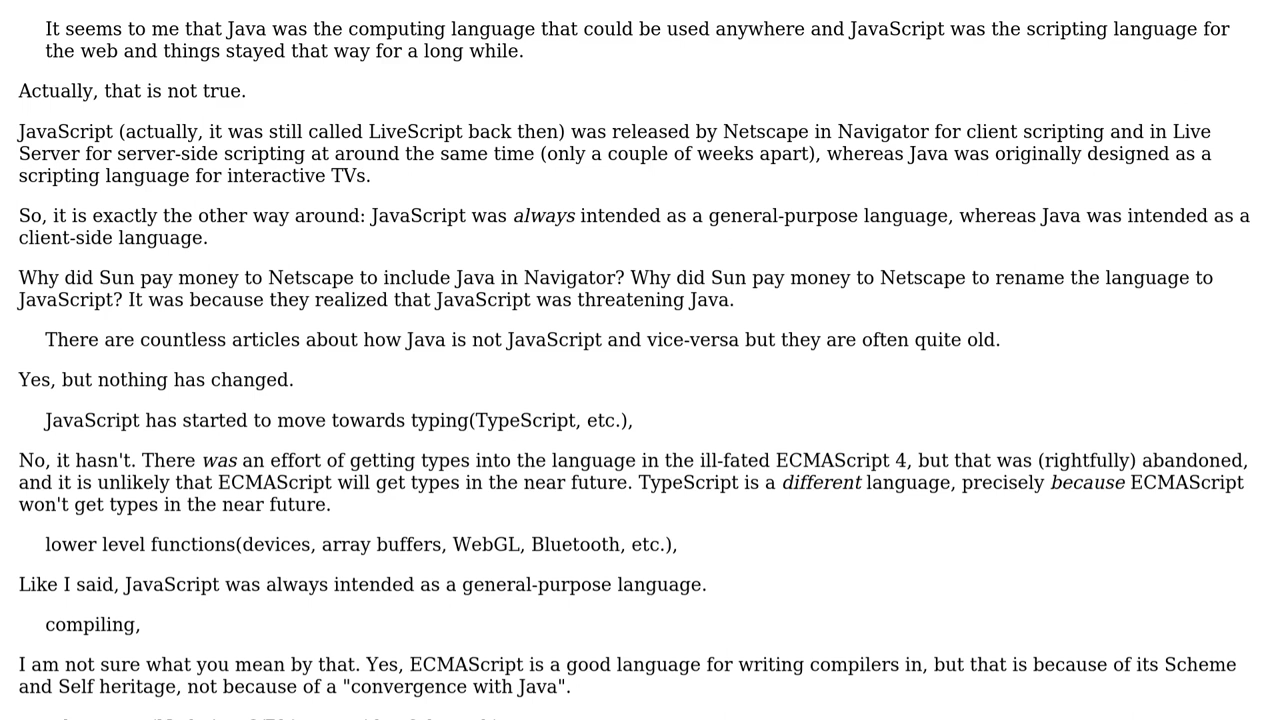 It seems to me that Java was the computing language that could be used anywhere and JavaScript was the scripting language for
the web and things stayed that way for a long while.
Actually, that is not true.
JavaScript (actually, it was still called LiveScript back then) was released by Netscape in Navigator for client scripting and in Live
Server for server-side scripting at around the same time (only a couple of weeks apart), whereas Java was originally designed as a
scripting language for interactive TVs.
So, it is exactly the other way around: JavaScript was always intended as a general-purpose language, whereas Java was intended as a
client-side language.
Why did Sun pay money to Netscape to include Java in Navigator? Why did Sun pay money to Netscape to rename the language to
JavaScript? It was because they realized that JavaScript was threatening Java.
There are countless articles about how Java is not JavaScript and vice-versa but they are often quite old.
Yes, but nothing has changed.
JavaScript has started to move towards typing(TypeScript, etc.),
No, it hasn't. There was an effort of getting types into the language in the ill-fated ECMAScript 4, but that was (rightfully) abandoned,
and it is unlikely that ECMAScript will get types in the near future. TypeScript is a different language, precisely because ECMAScript
won't get types in the near future.
lower level functions(devices, array buffers, WebGL, Bluetooth, etc.),
Like I said, JavaScript was always intended as a general-purpose language.
compiling,
I am not sure what you mean by that. Yes, ECMAScript is a good language for writing compilers in, but that is because of its Scheme
and Self heritage, not because of a "convergence with Java".